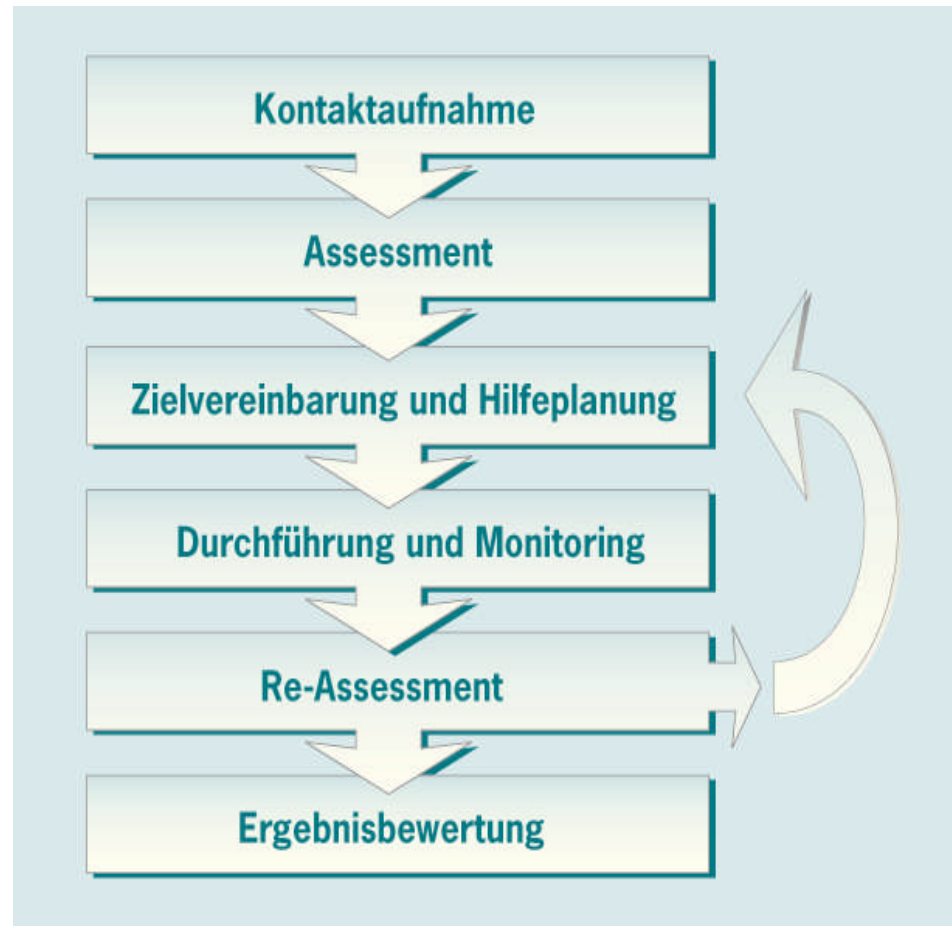 Kontaktaufnahme
Assessment
Zielvereinbarung und Hilfeplanung
Durchführung und Monitoring
Re-Assessment
Ergebnisbewertung